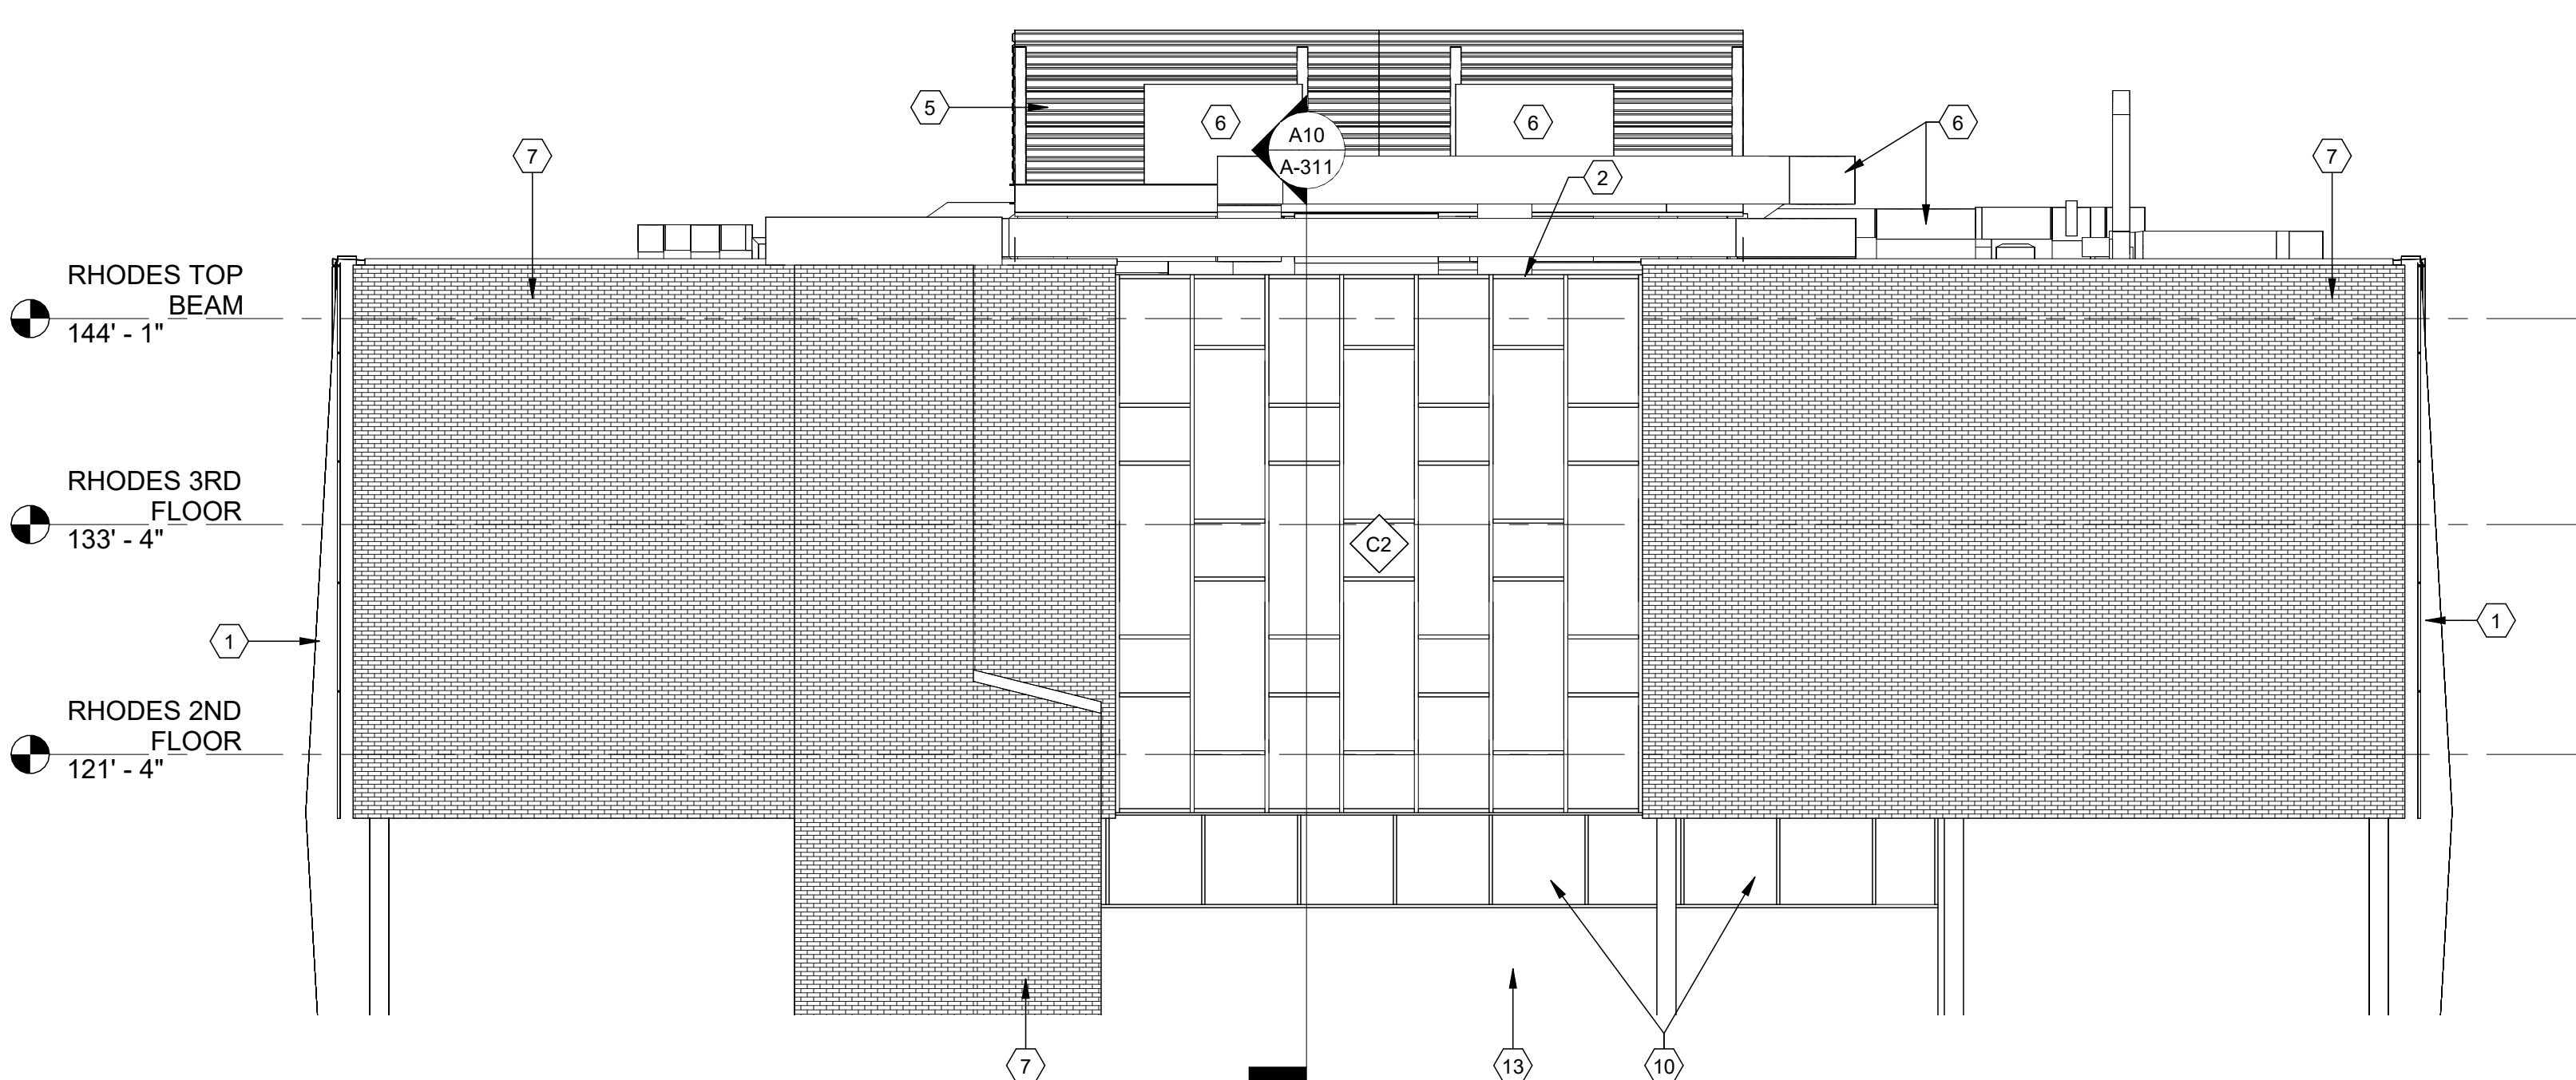 5
6
6
6
A10
A-311
7
7
2
RHODES TOP
BEAM
144' - 1"
RHODES 3RD
FLOOR
133' - 4"
C2
1
1
RHODES 2ND
FLOOR
121' - 4"
7
13
10